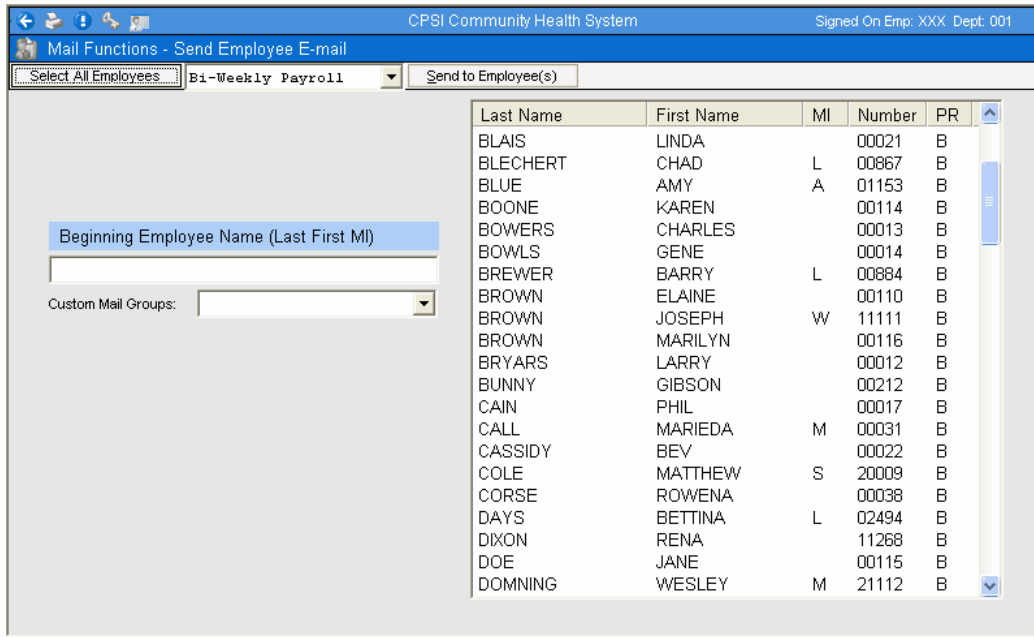 CPSI Community Health System Signed On Emp: XXX Dept: 001
Mail Functions - Send Employee E-mail
Select All Employees Bi-Weekly Payroll Send to Employee(s)
Beginning Employee Name (Last First MI)
Custom Mail Groups:
Last Name First Name MI Number PR
BLAIS LINDA 00021 B
BLECHERT CHAD L 00867 B
BLUE AMY A 01153 B
BOONE KAREN 00114 B
BOWERS CHARLES 00013 B
BOWLS GENE 00014 B
BREWER BARRY L 00884 B
BROWN ELAINE 00110 B
BROWN JOSEPH W 11111 B
BROWN MARILYN 00116 B
BRYARS LARRY 00012 B
BUNNY GIBSON 00212 B
CAIN PHIL 00017 B
CALL MARIEDA M 00031 B
CASSIDY BEV 00022 B
COLE MATTHEW S 20009 B
CORSE ROWENA 00038 B
DAYS BETTINA L 02494 B
DIXON RENA 11268 B
DOE JANE 00115 B
DOMNING WESLEY M 21112 B